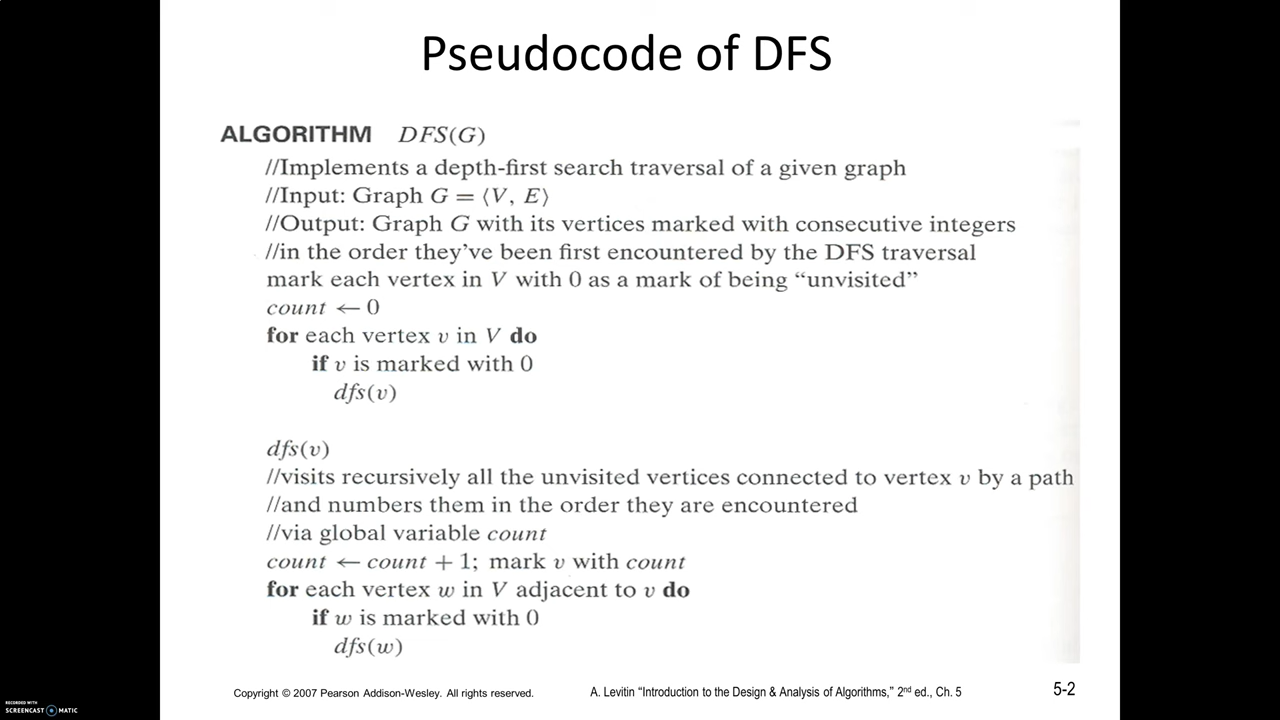 Pseudocode of DFS
ALGORITHM DFS(G)
//Implements a depth-first search traversal of a given graph
//Input: Graph G = ⟨V, E⟩
//Output: Graph G with its vertices marked with consecutive integers
//in the order they've been first encountered by the DFS traversal
mark each vertex in V with 0 as a mark of being “unvisited”
count ← 0
for each vertex v in V do
if v is marked with 0
dfs(v)
dfs(v)
//visits recursively all the unvisited vertices connected to vertex v by a path
//and numbers them in the order they are encountered
//via global variable count
count ← count + 1; mark v with count
for each vertex w in V adjacent to v do
if w is marked with 0
dfs(w)
Copyright © 2007 Pearson Addison-Wesley. All rights reserved.
A. Levitin “Introduction to the Design & Analysis of Algorithms,” 2nd ed., Ch. 5
5-2
RECORDED WITH
SCREENCAST MATIC